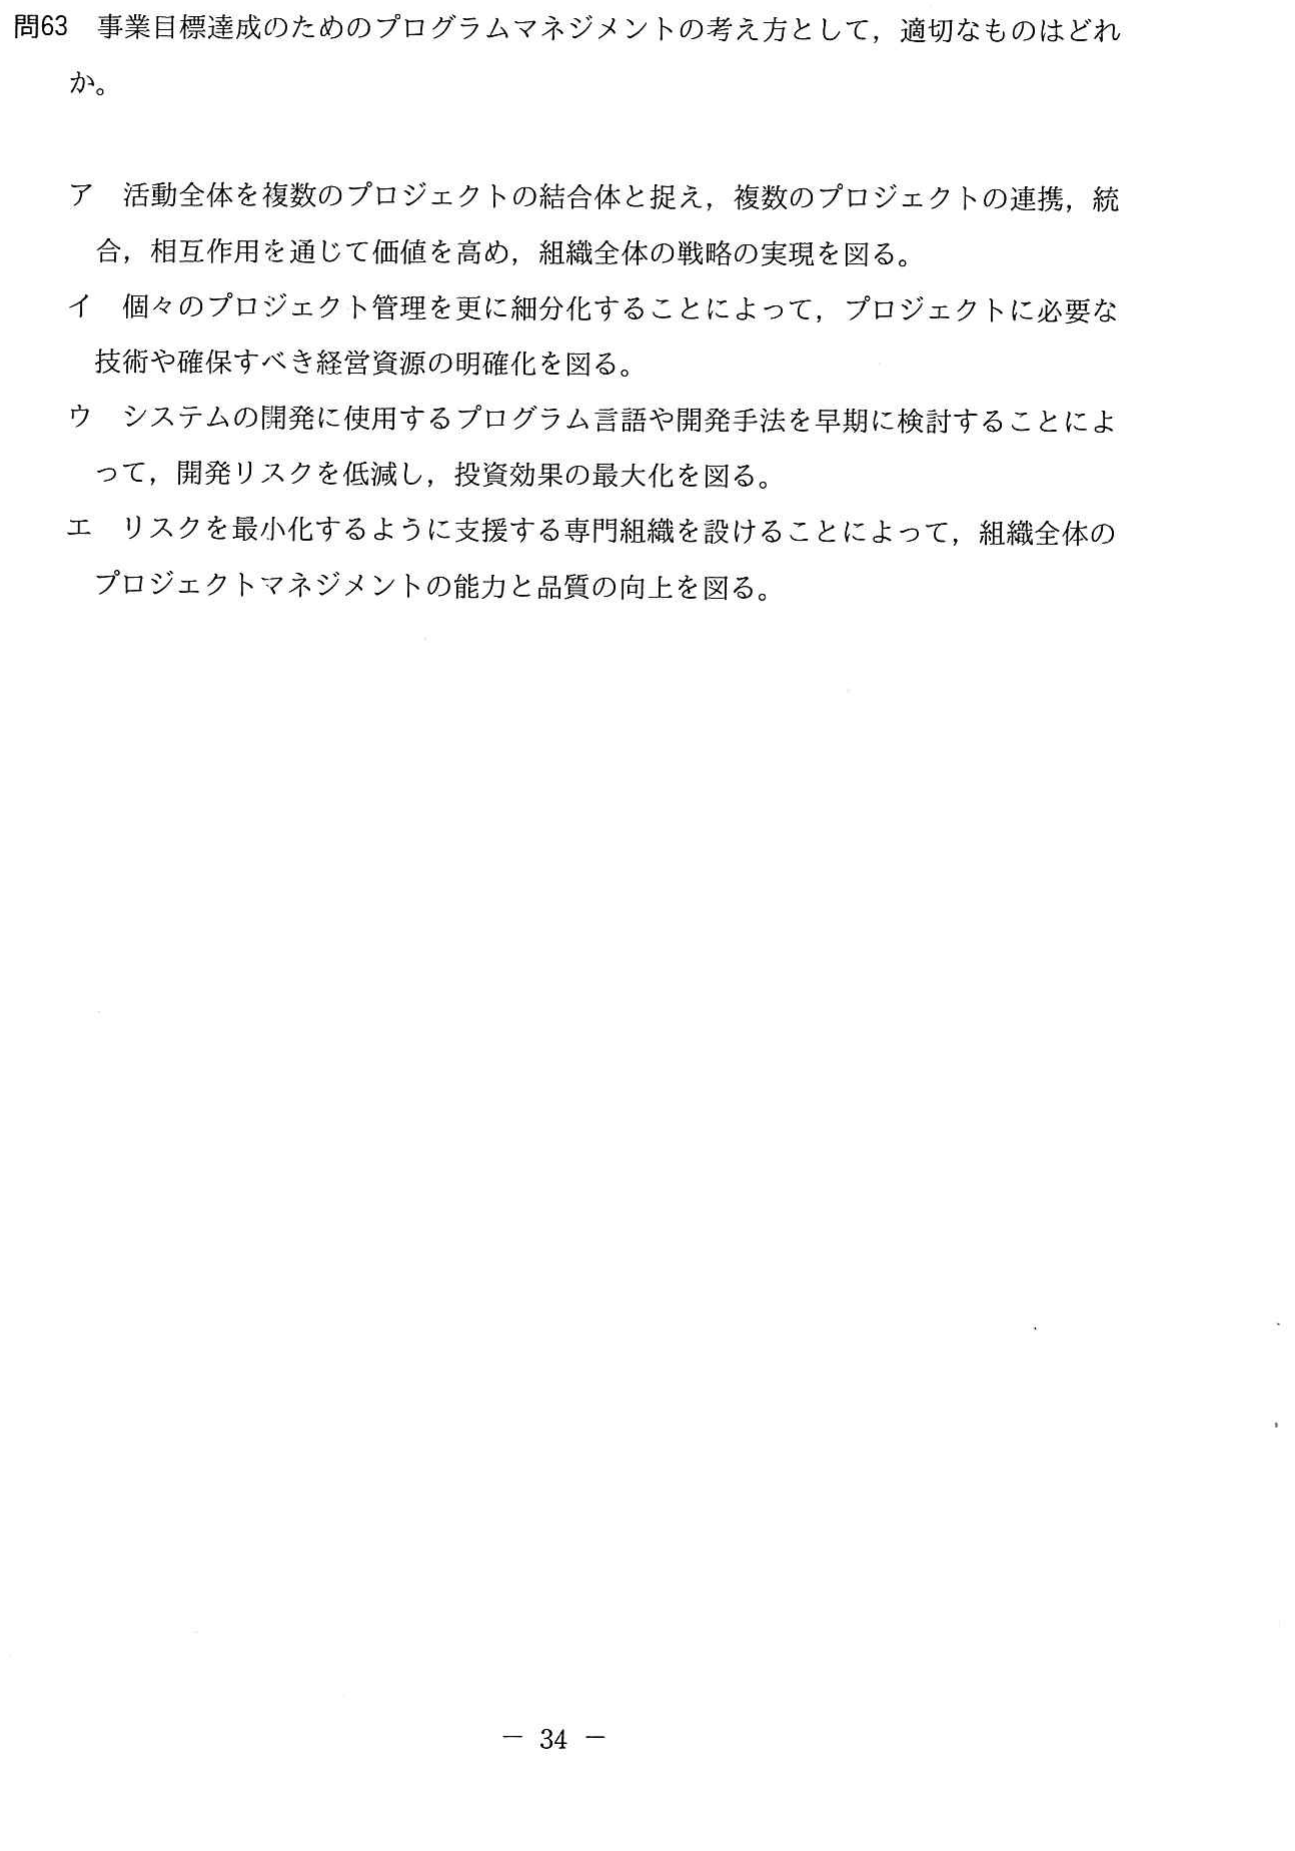 問63　事業目標達成のためのプログラムマネジメントの考え方として，適切なものはどれ
か。
ア　活動全体を複数のプロジェクトの結合体と捉え，複数のプロジェクトの連携，統
合，相互作用を通じて価値を高め，組織全体の戦略の実現を図る。
イ　個々のプロジェクト管理を更に細分化することによって，プロジェクトに必要な
技術や確保すべき経営資源の明確化を図る。
ウ　システムの開発に使用するプログラム言語や開発手法を早期に検討することによ
って，開発リスクを低減し，投資効果の最大化を図る。
エ　リスクを最小化するように支援する専門組織を設けることによって，組織全体の
プロジェクトマネジメントの能力と品質の向上を図る。
― 34 ―